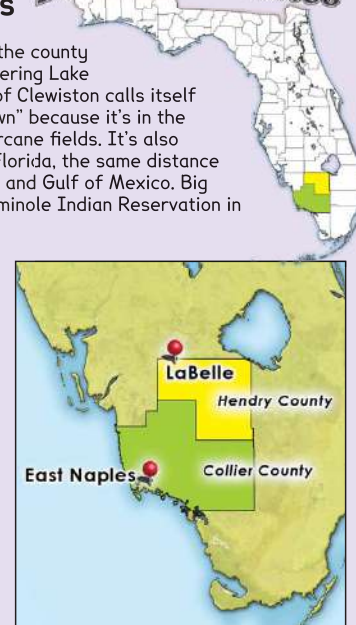 s
the county
ering Lake
of Clewiston calls itself
wn” because it’s in the
rcane fields. It’s also
Florida, the same distance
and Gulf of Mexico. Big
minole Indian Reservation in
LaBelle
Hendry County
East Naples
Collier County